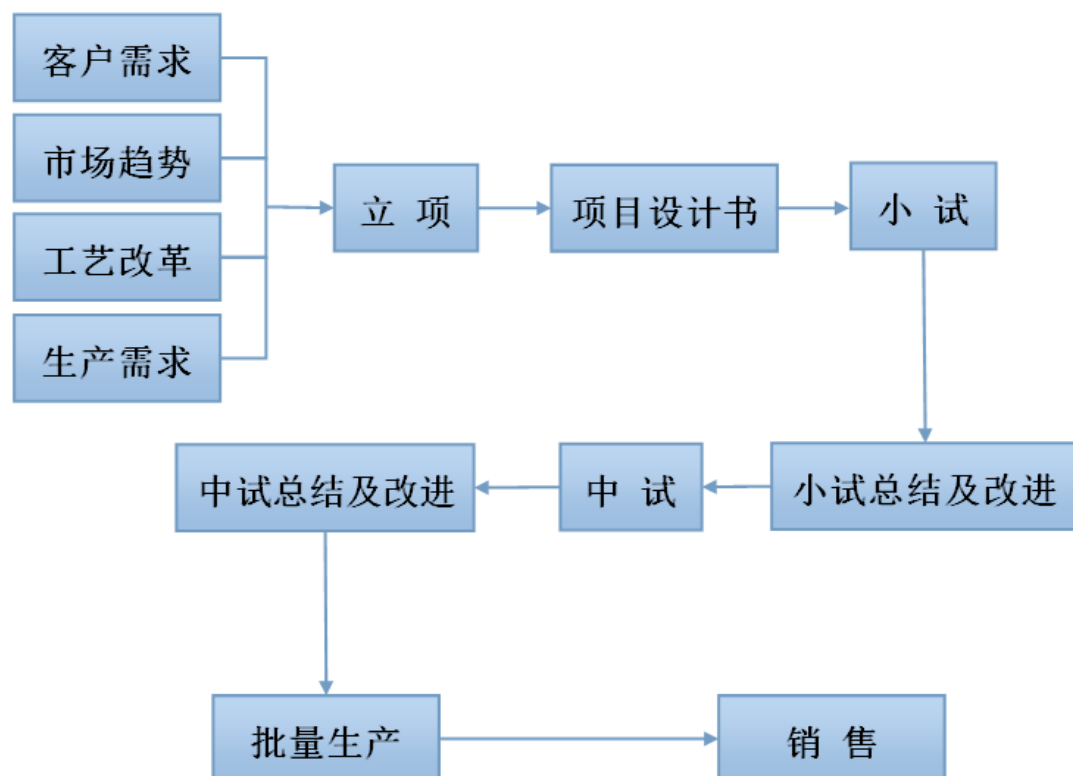 客户需求
市场趋势
工艺改革
生产需求
立 项
项目设计书
小 试
小试总结及改进
中 试
中试总结及改进
批量生产
销 售